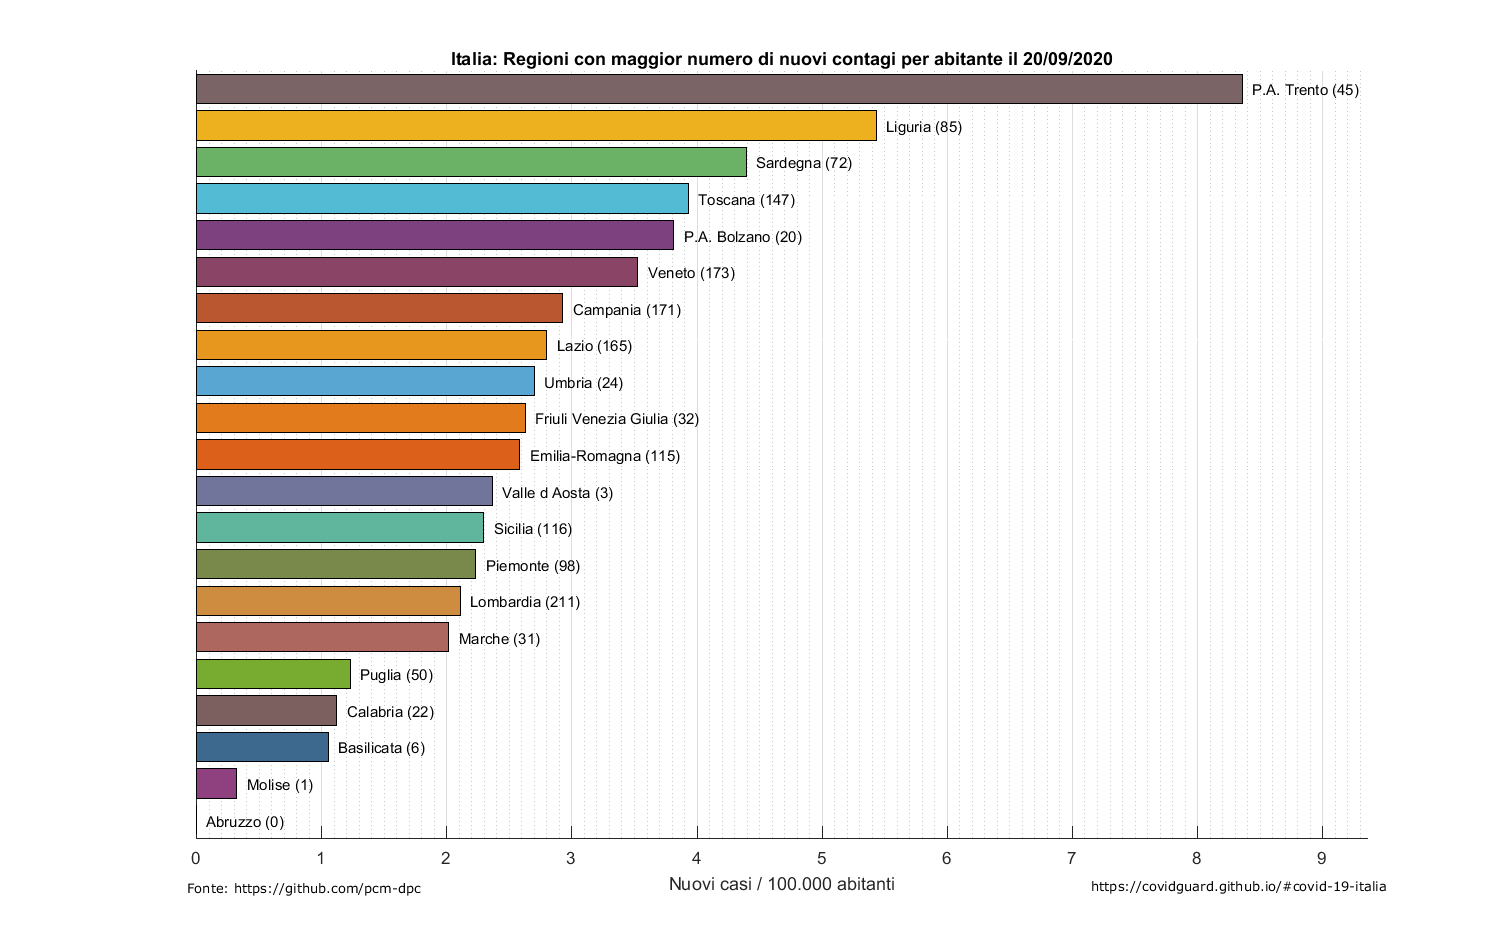 Italia: Regioni con maggior numero di nuovi contagi per abitante il 20/09/2020
P.A. Trento (45)
Liguria (85)
Sardegna (72)
Toscana (147)
P.A. Bolzano (20)
Veneto (173)
Campania (171)
Lazio (165)
Umbria (24)
Friuli Venezia Giulia (32)
Emilia-Romagna (115)
Valle d Aosta (3)
Sicilia (116)
Piemonte (98)
Lombardia (211)
Marche (31)
Puglia (50)
Calabria (22)
Basilicata (6)
Molise (1)
Abruzzo (0)
0 1 2 3 4 5 6 7 8 9
Nuovi casi / 100.000 abitanti
Fonte: https://github.com/pcm-dpc
https://covidguard.github.io/#covid-19-italia